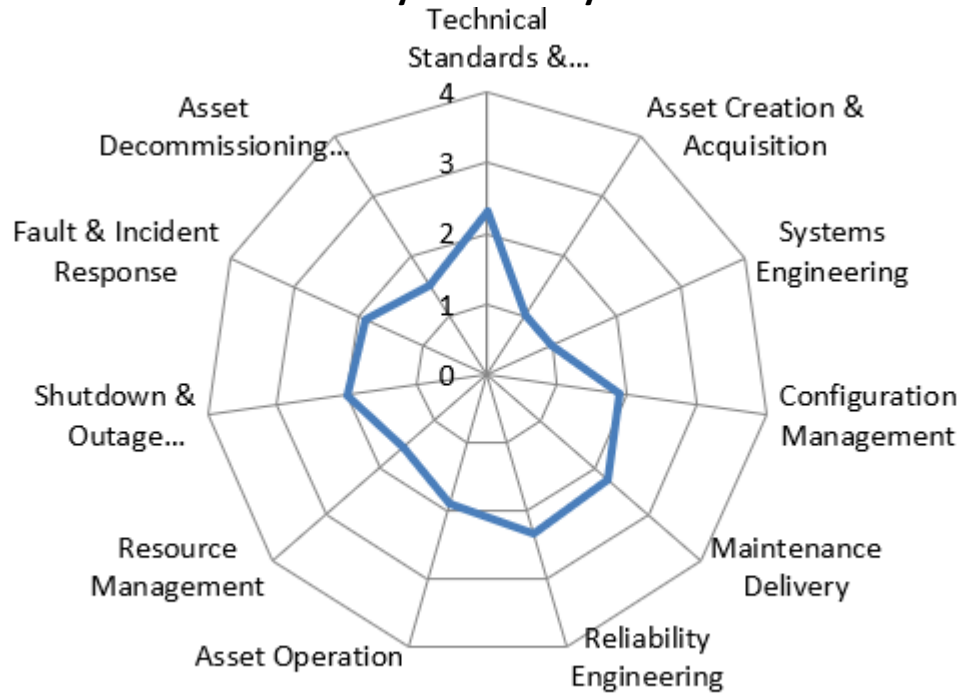 Technical
Standards &...
Asset Creation &
Acquisition
Systems
Engineering
Configuration
Management
Maintenance
Delivery
Reliability
Engineering
Asset Operation
Resource
Management
Shutdown &
Outage...
Fault & Incident
Response
Asset
Decommissioning...
4
3
2
1
0